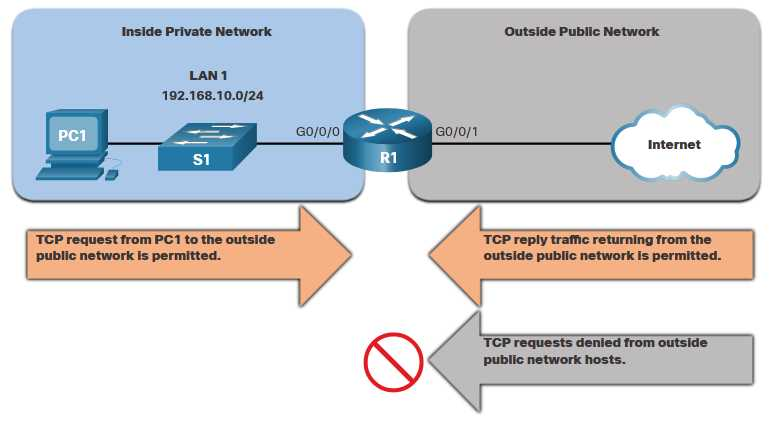 Inside Private Network
Outside Public Network
LAN 1
192.168.10.0/24
PC1
S1
G0/0/0
R1
G0/0/1
Internet
TCP request from PC1 to the outside
public network is permitted.
TCP reply traffic returning from the
outside public network is permitted.
TCP requests denied from outside
public network hosts.